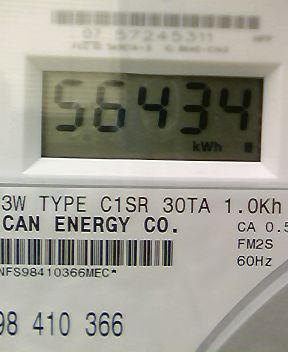 07 57245311
56434
kWh
3W TYPE C1SR 30TA 1.0Kh
CAN ENERGY CO.
CA 0.5
FM2S
60Hz
NFS98410366MEC*
98 410 366